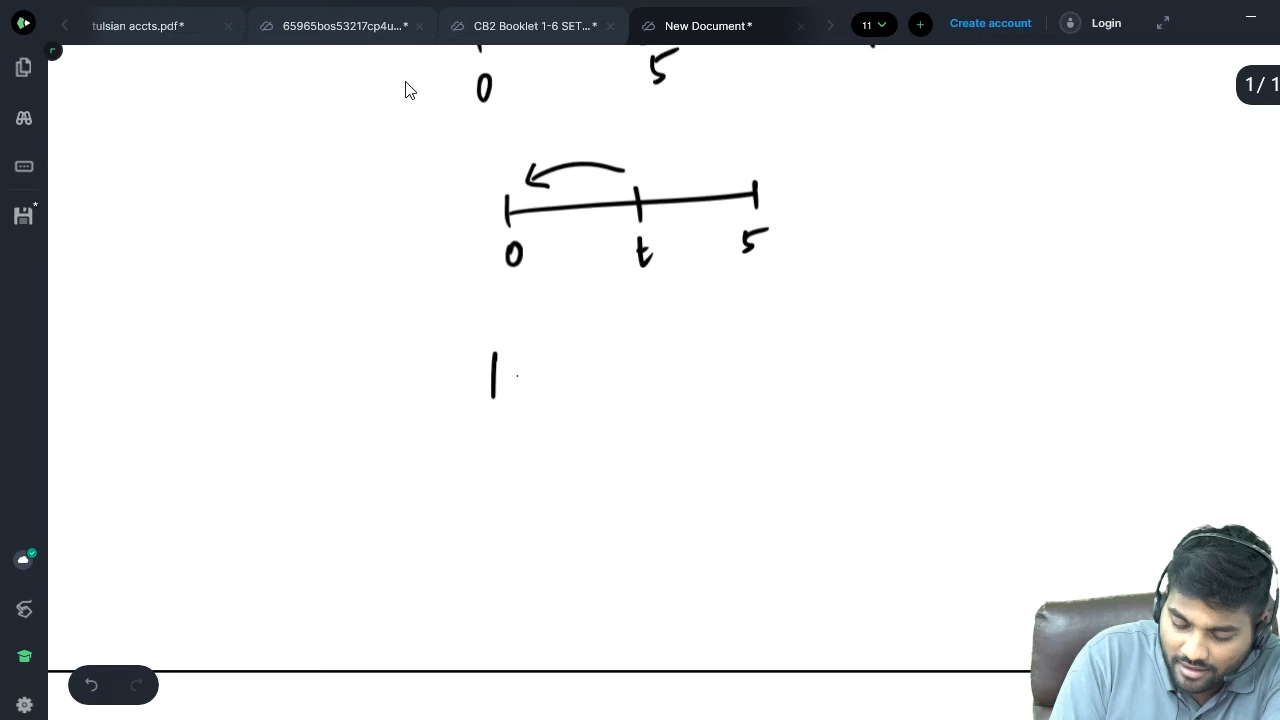 tulsian accts.pdf*
65965bos53217cp4u...*
CB2 Booklet 1-6 SET...*
New Document*
11
Create account
Login
1 / 1
0 5
0 t 5